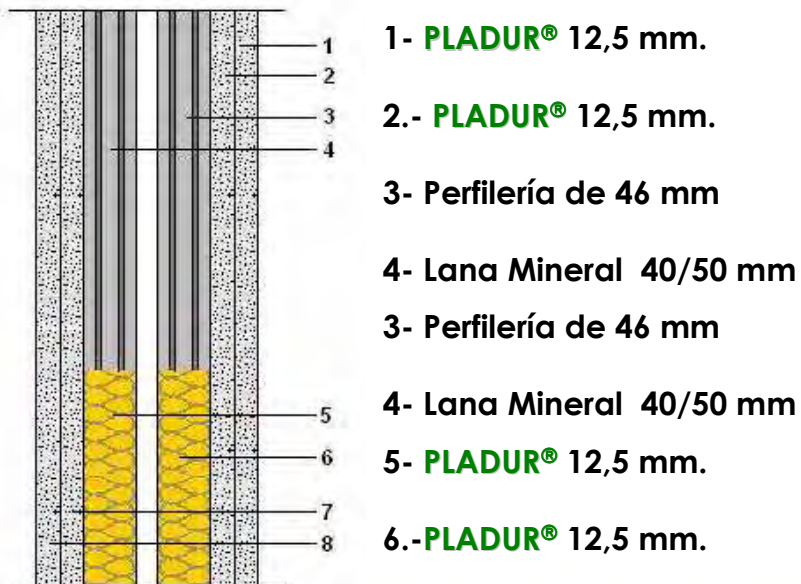 1
2
3
4
5
6
7
8
1- PLADUR® 12,5 mm.
2.- PLADUR® 12,5 mm.
3- Perfilería de 46 mm
4- Lana Mineral 40/50 mm
3- Perfilería de 46 mm
4- Lana Mineral 40/50 mm
5- PLADUR® 12,5 mm.
6.-PLADUR® 12,5 mm.